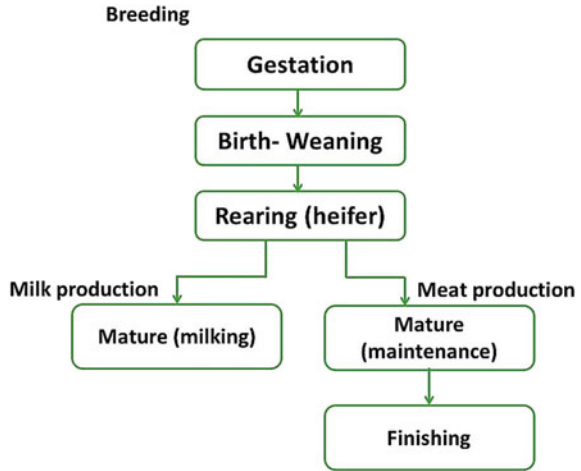 Breeding
Gestation
Birth- Weaning
Rearing (heifer)
Milk production
Meat production
Mature (milking)
Mature
(maintenance)
Finishing